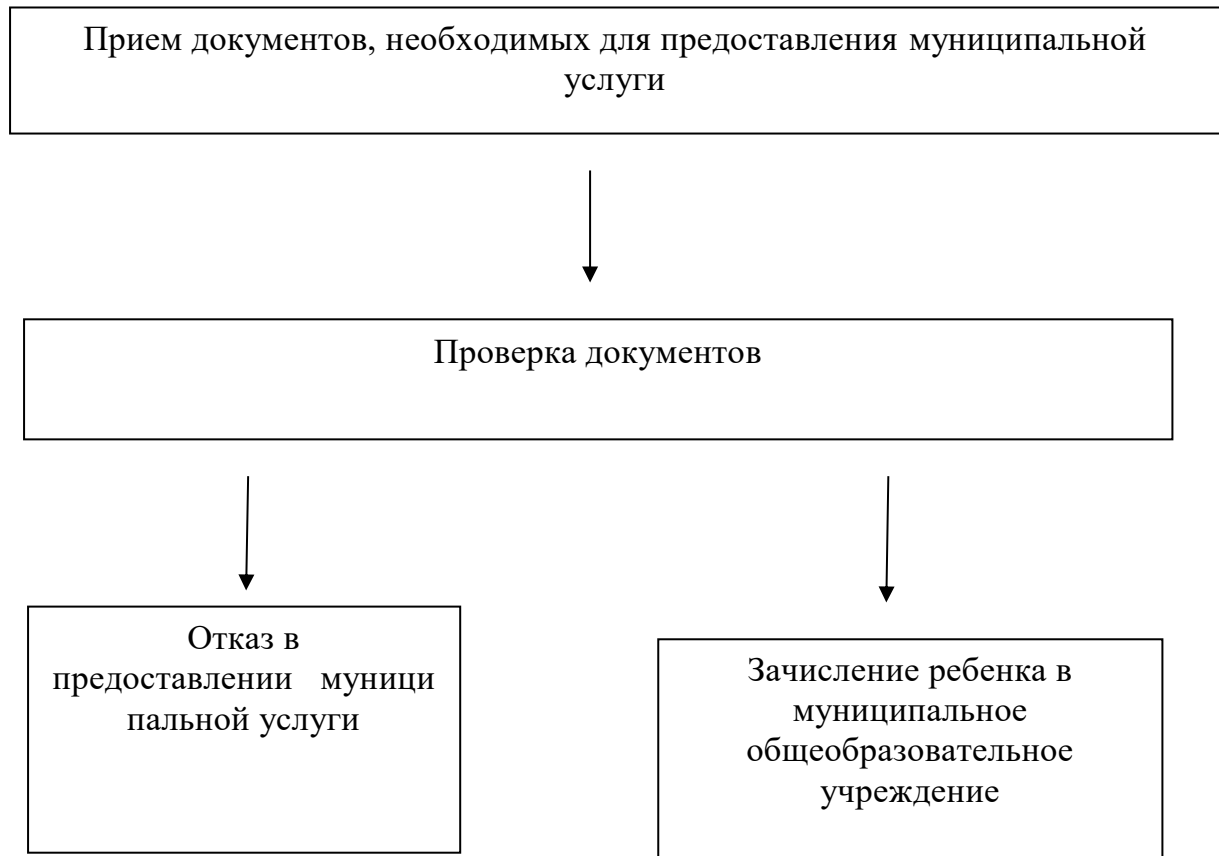 Прием документов, необходимых для предоставления муниципальной
услуги
Проверка документов
Отказ в
предоставлении муници
пальной услуги
Зачисление ребенка в
муниципальное
общеобразовательное
учреждение